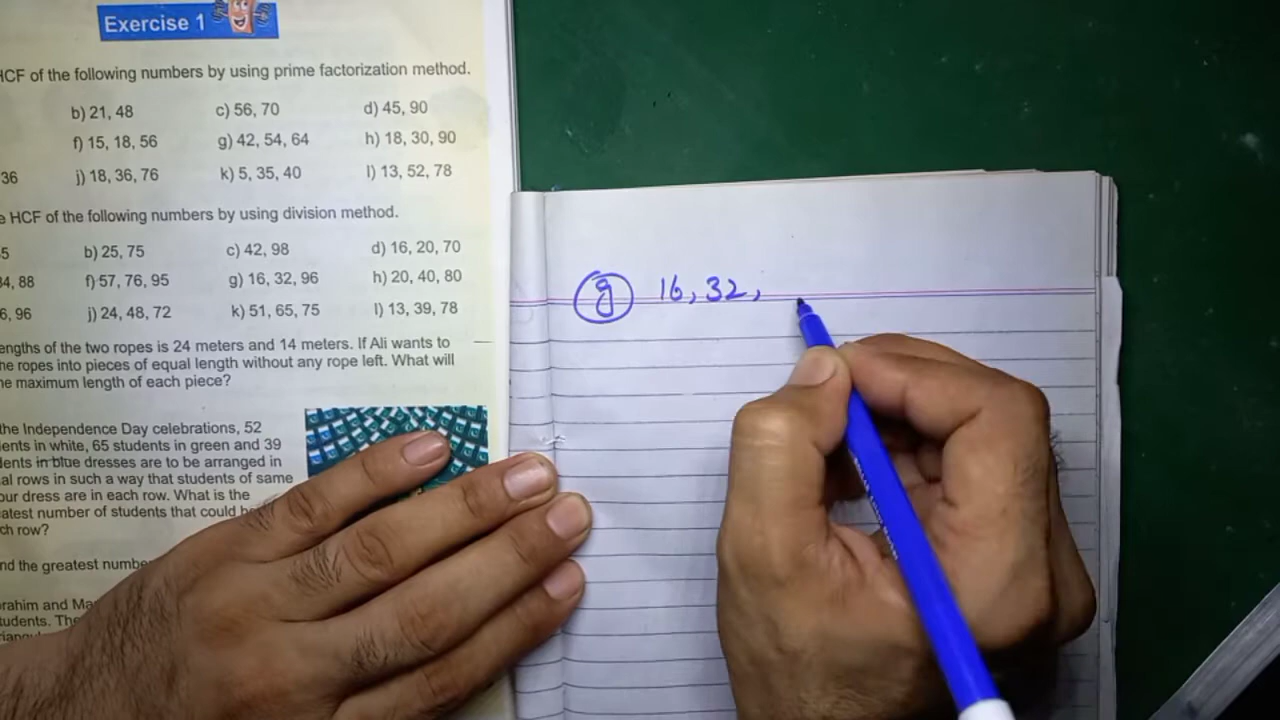 Exercise 1
HCF of the following numbers by using prime factorization method.
b) 21, 48 c) 56, 70 d) 45, 90
f) 15, 18, 56 g) 42, 54, 64 h) 18, 30, 90
36 j) 18, 36, 76 k) 5, 35, 40 l) 13, 52, 78
HCF of the following numbers by using division method.
5 b) 25, 75 c) 42, 98 d) 16, 20, 70
84, 88 f) 57, 76, 95 g) 16, 32, 96 h) 20, 40, 80
6, 96 j) 24, 48, 72 k) 51, 65, 75 l) 13, 39, 78
engths of the two ropes is 24 meters and 14 meters. If Ali wants to
he ropes into pieces of equal length without any rope left. What will
maximum length of each piece?
the Independence Day celebrations, 52
ents in white, 65 students in green and 39
dents in blue dresses are to be arranged in
al rows in such a way that students of same
our dress are in each row. What is the
eatest number of students that could
ch row?
nd the greatest
rahim and
tudents.
g 16, 32,